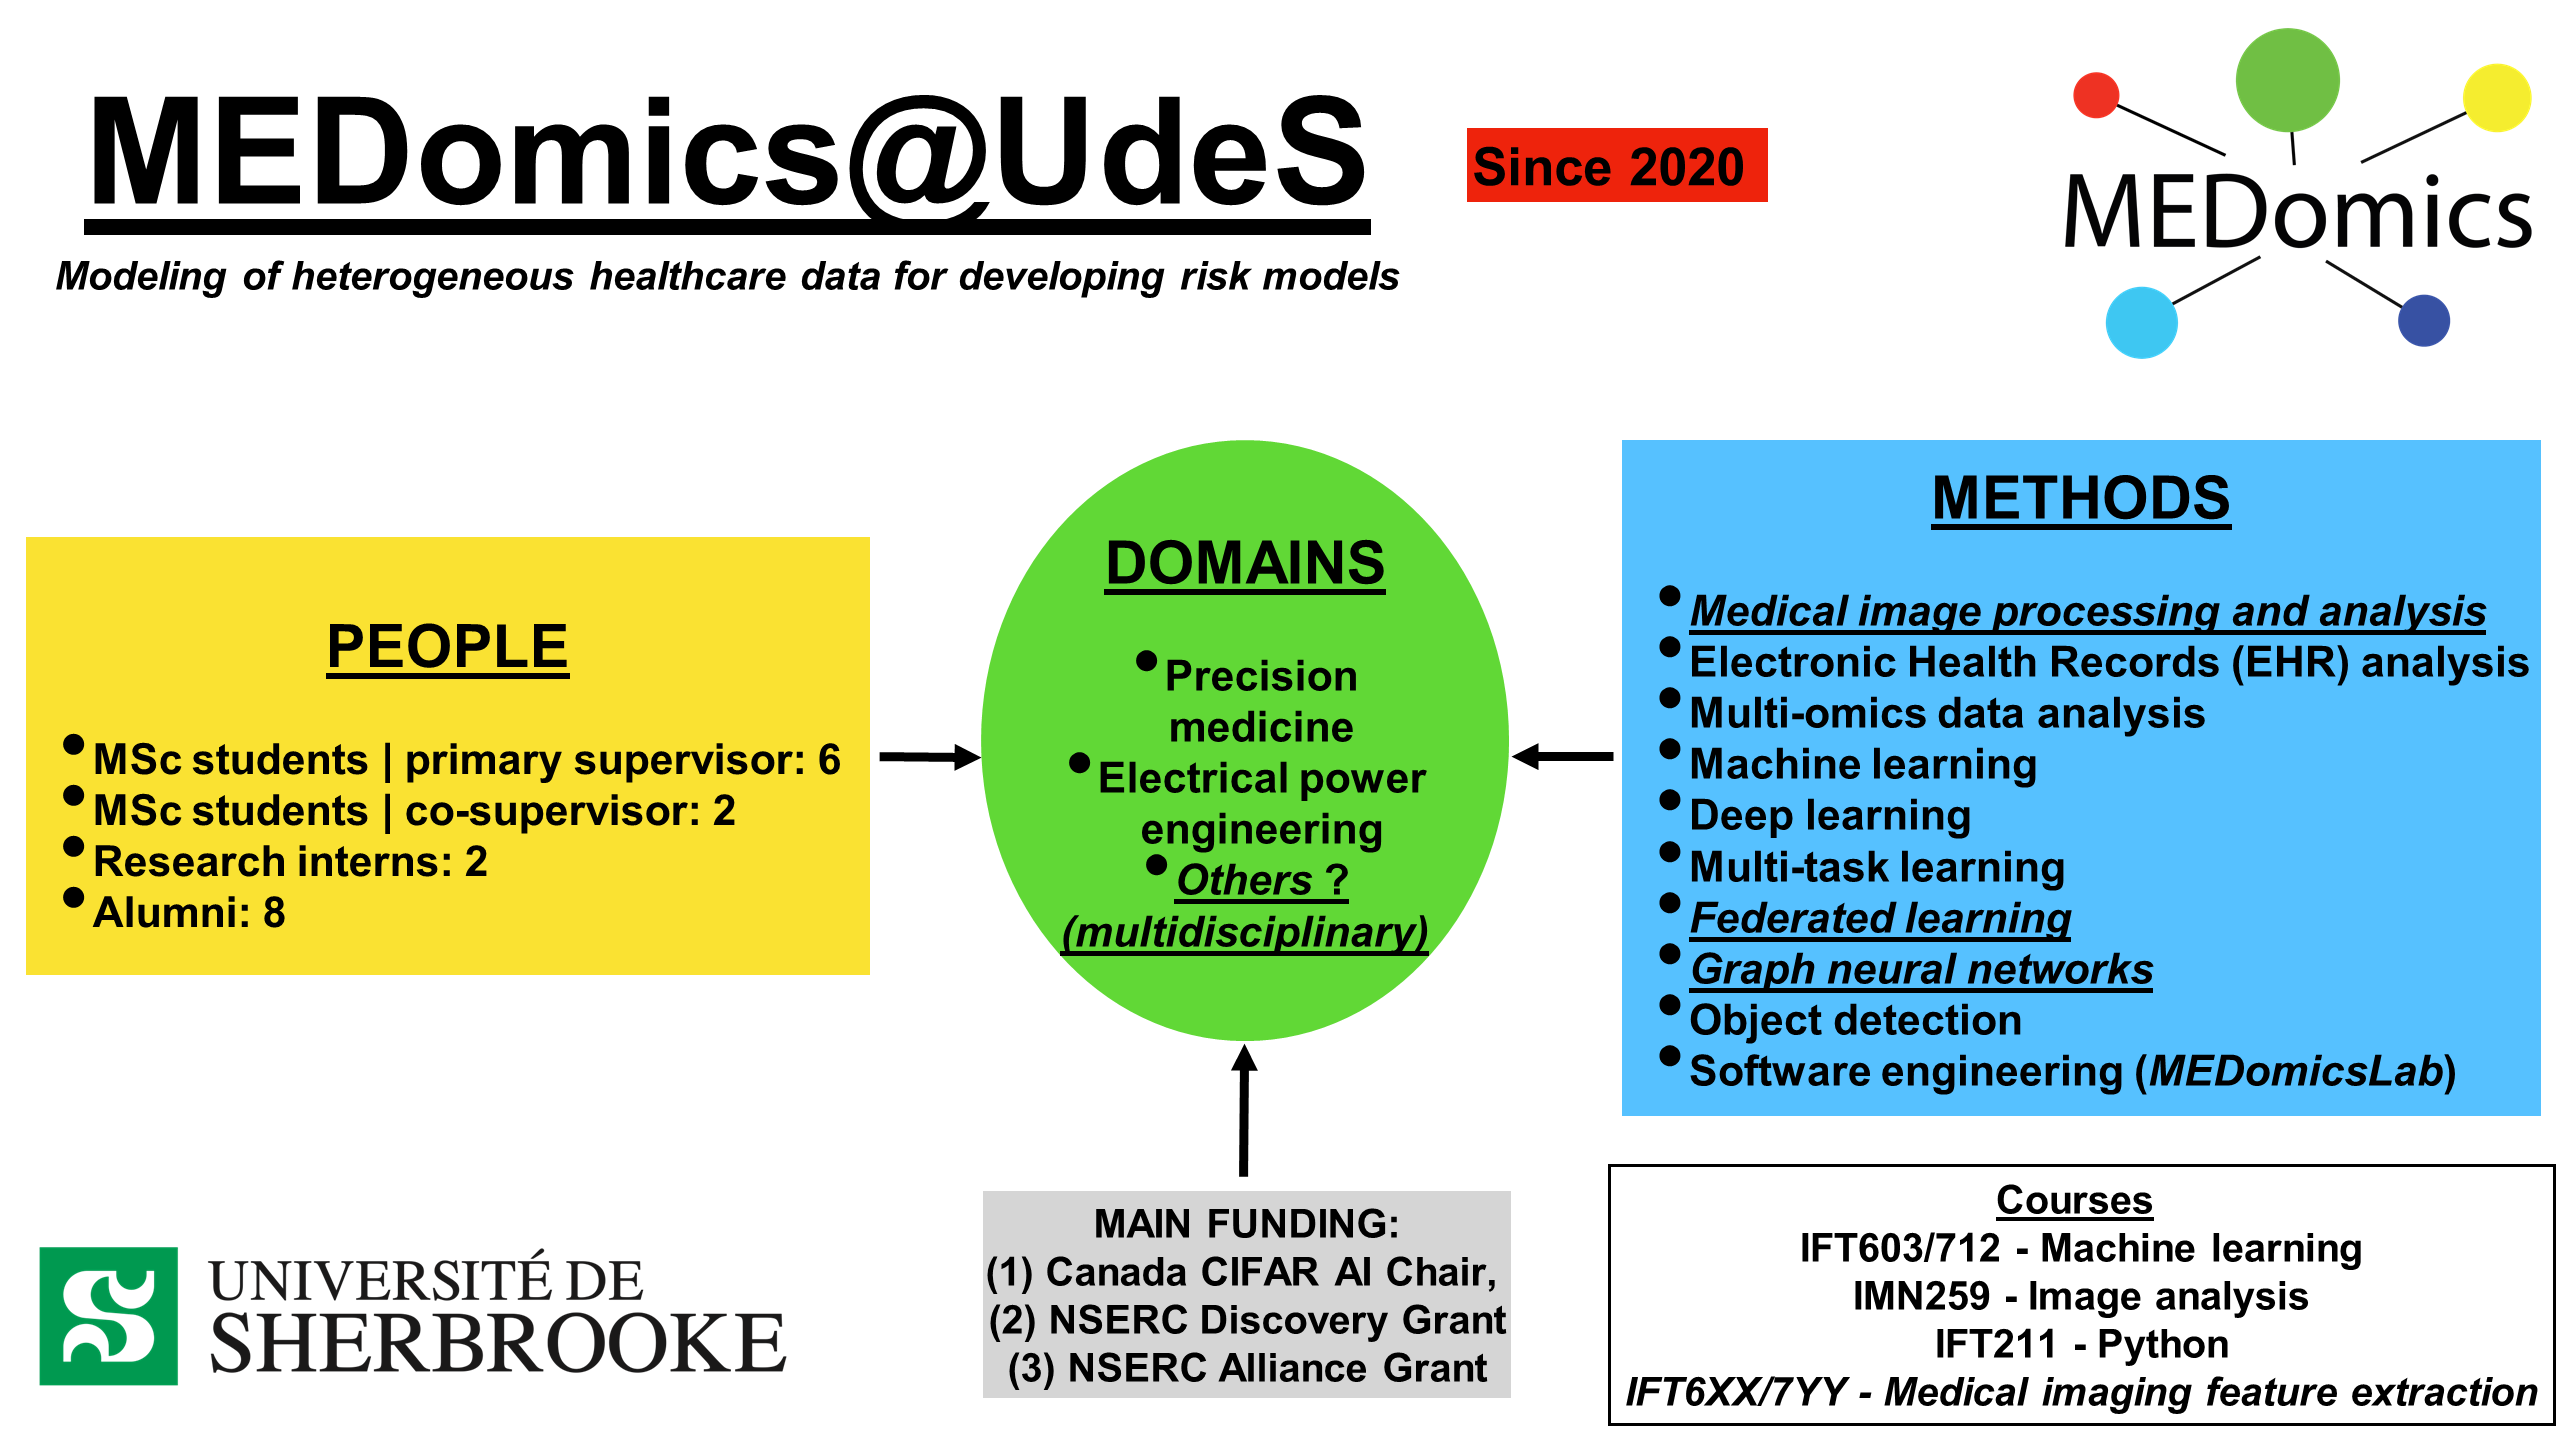 MEDomics@UdeS
Since 2020
Modeling of heterogeneous healthcare data for developing risk models
MEDomics
PEOPLE
• MSc students | primary supervisor: 6
• MSc students | co-supervisor: 2
• Research interns: 2
• Alumni: 8
DOMAINS
• Precision
medicine
• Electrical power
engineering
• Others ?
(multidisciplinary)
METHODS
• Medical image processing and analysis
• Electronic Health Records (EHR) analysis
• Multi-omics data analysis
• Machine learning
• Deep learning
• Multi-task learning
• Federated learning
• Graph neural networks
• Object detection
• Software engineering (MEDomicsLab)
UNIVERSITÉ DE
SHERBROOKE
MAIN FUNDING:
(1) Canada CIFAR AI Chair,
(2) NSERC Discovery Grant
(3) NSERC Alliance Grant
Courses
IFT603/712 - Machine learning
IMN259 - Image analysis
IFT211 - Python
IFT6XX/7YY - Medical imaging feature extraction